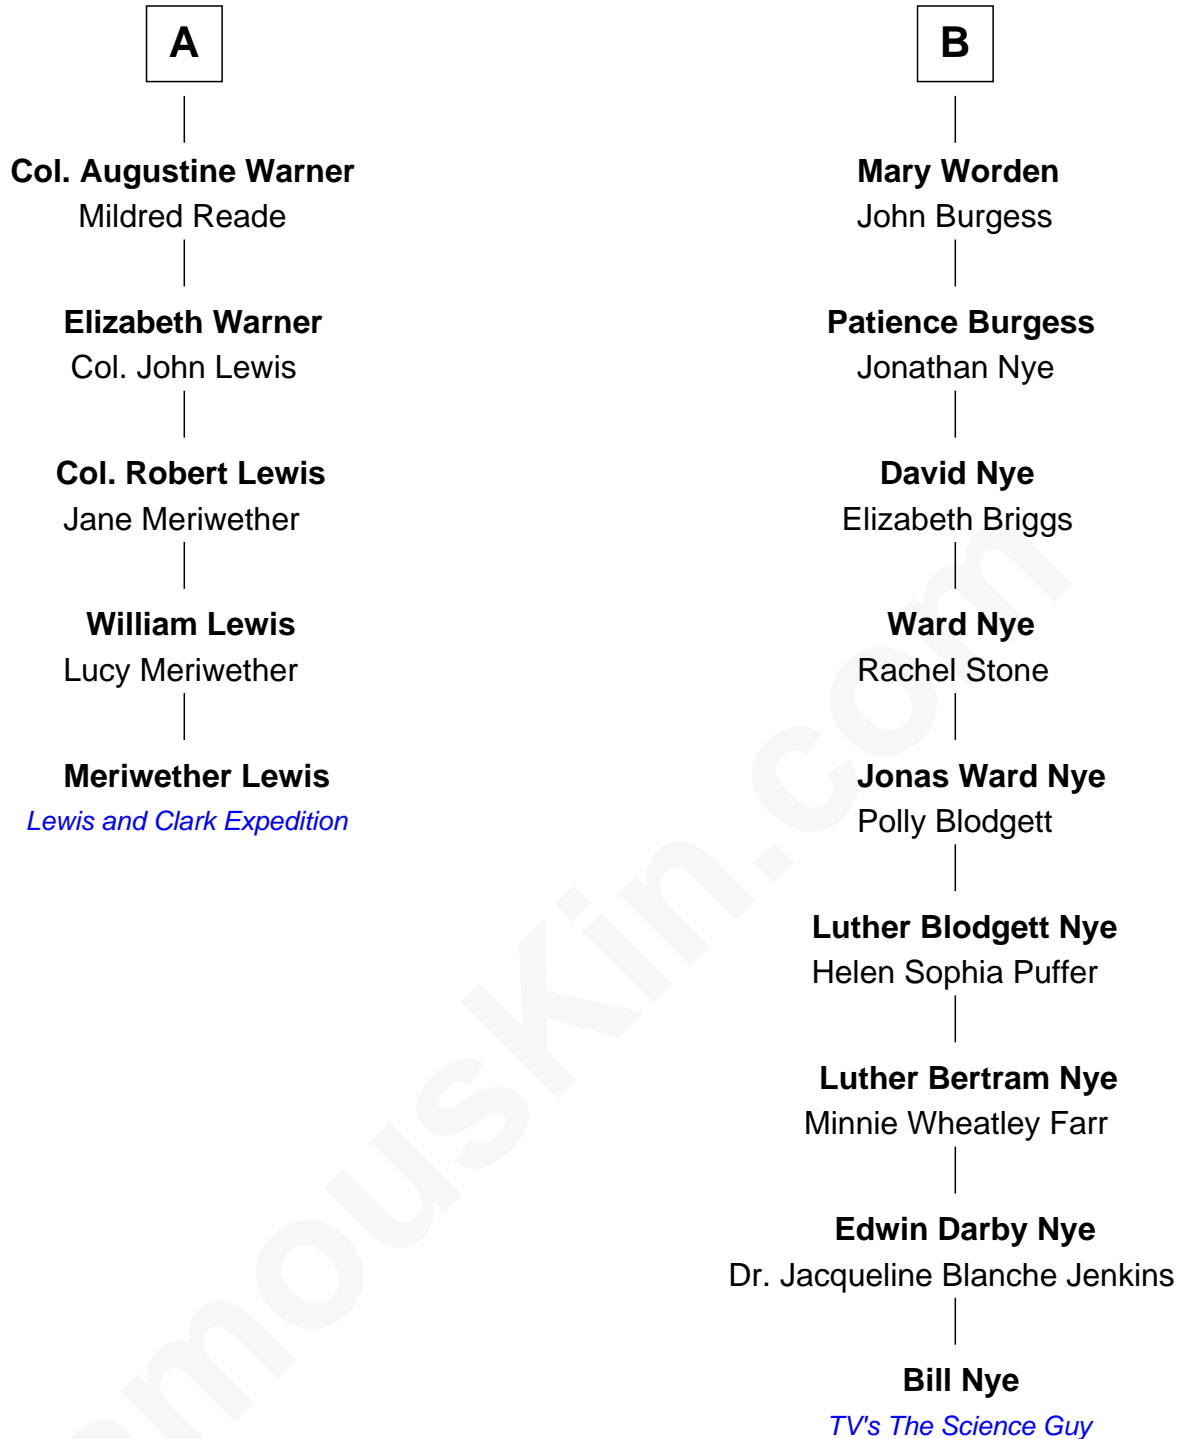 A
Col. Augustine Warner
Mildred Reade
Elizabeth Warner
Col. John Lewis
Col. Robert Lewis
Jane Meriwether
William Lewis
Lucy Meriwether
Meriwether Lewis
Lewis and Clark Expedition
B
Mary Worden
John Burgess
Patience Burgess
Jonathan Nye
David Nye
Elizabeth Briggs
Ward Nye
Rachel Stone
Jonas Ward Nye
Polly Blodgett
Luther Blodgett Nye
Helen Sophia Puffer
Luther Bertram Nye
Minnie Wheatley Farr
Edwin Darby Nye
Dr. Jacqueline Blanche Jenkins
Bill Nye
TV's The Science Guy
amouskin.com